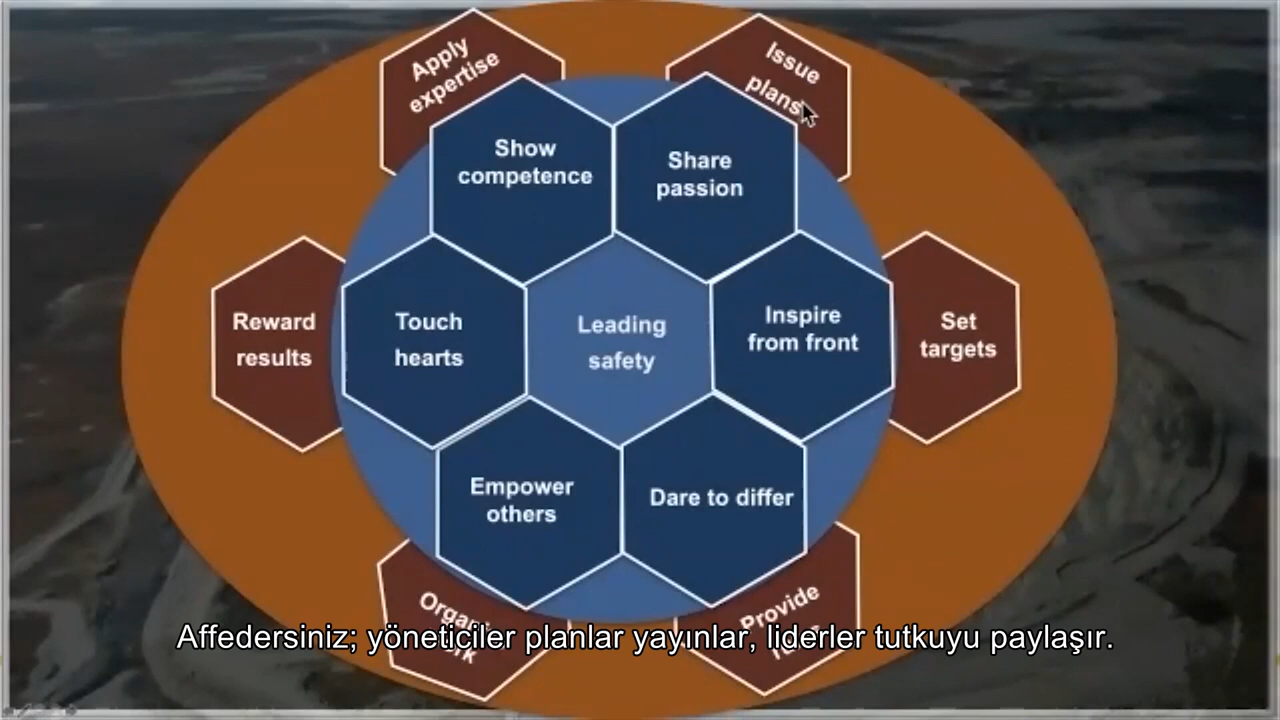 Apply
expertise
Issue
plans
Show
competence
Share
passion
Reward
results
Touch
hearts
Leading
safety
Inspire
from front
Set
targets
Empower
others
Dare to differ
Provide
Affedersiniz; yöneticiler planlar yayınlar, liderler tutkuyu paylaşır.